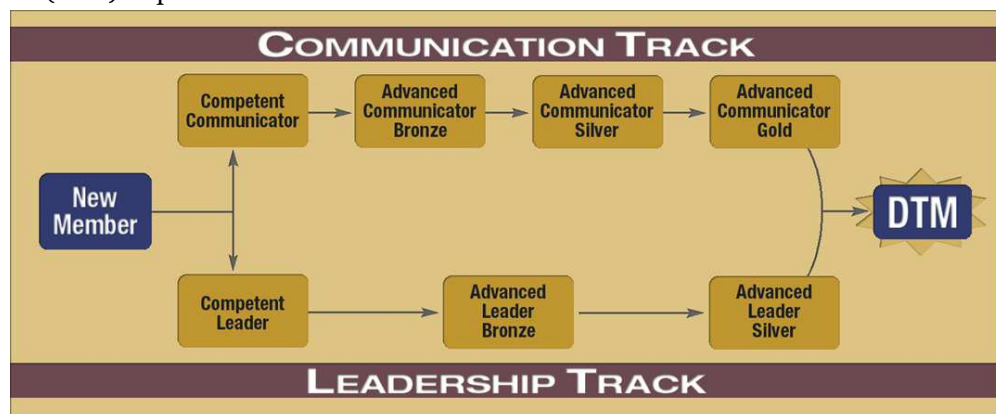 COMMUNICATION TRACK
Competent
Communicator
Advanced
Communicator
Bronze
Advanced
Communicator
Silver
Advanced
Communicator
Gold
New
Member
DTM
Competent
Leader
Advanced
Leader
Bronze
Advanced
Leader
Silver
LEADERSHIP TRACK